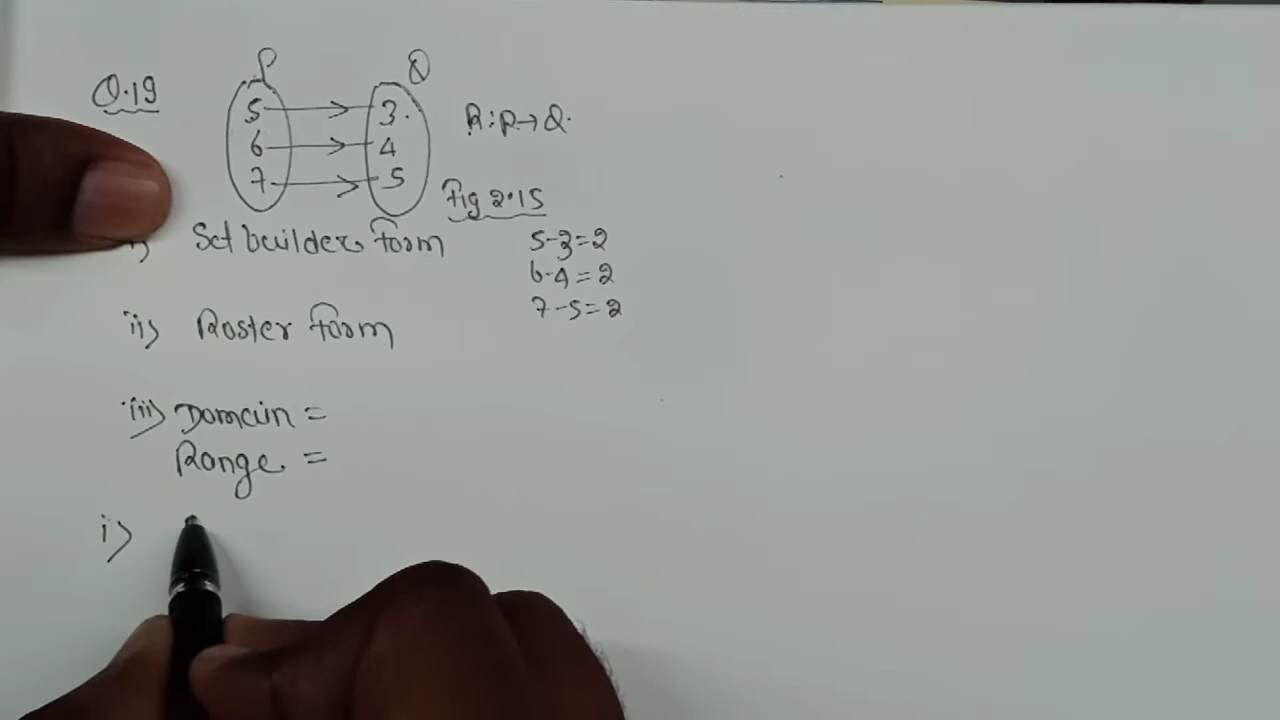 Q.19
P Q
5 3.
6 4
7 5
R:P→Q.
Fig 2.15
i) Set builder form
5-3=2
6-4=2
7-5=2
ii) Roster form
iii) Domain =
Range =
i)